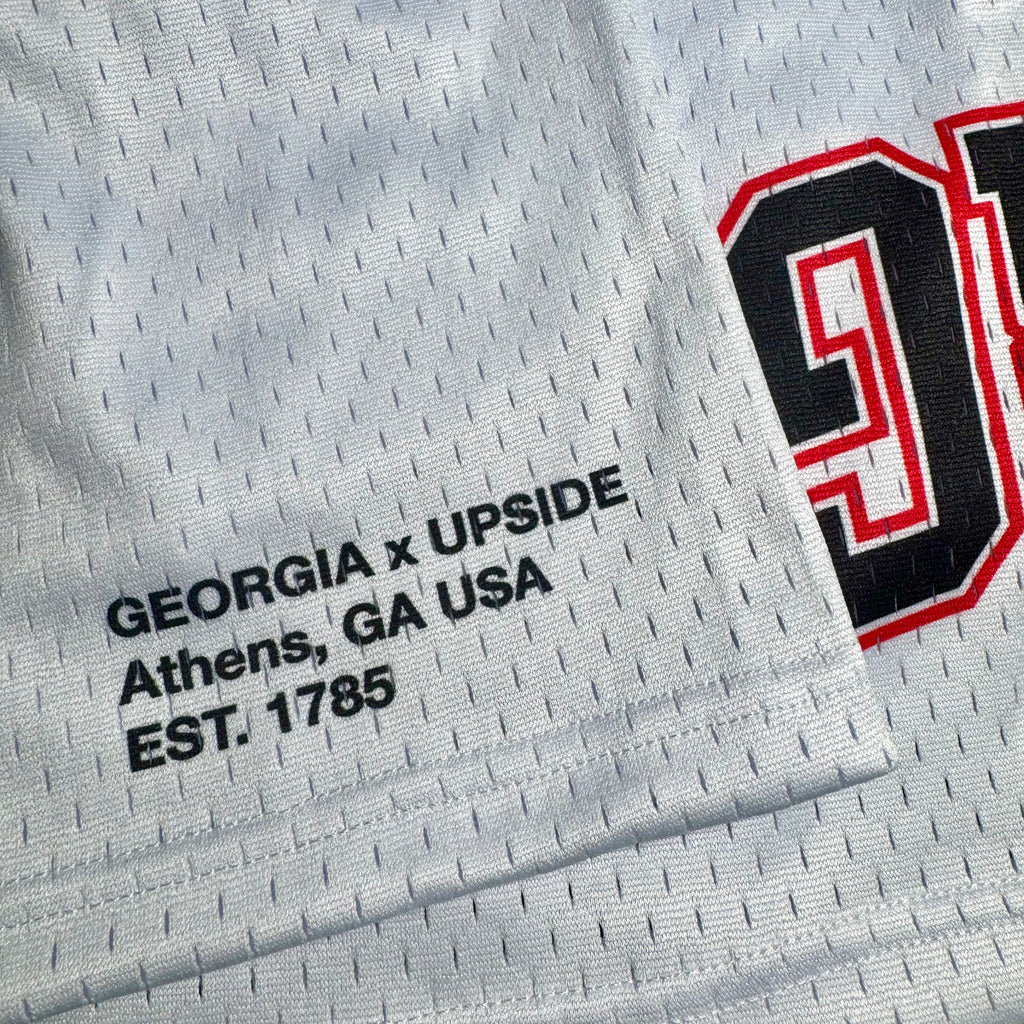 GEORGIA x UPSIDE
Athens, GA USA
EST. 1785